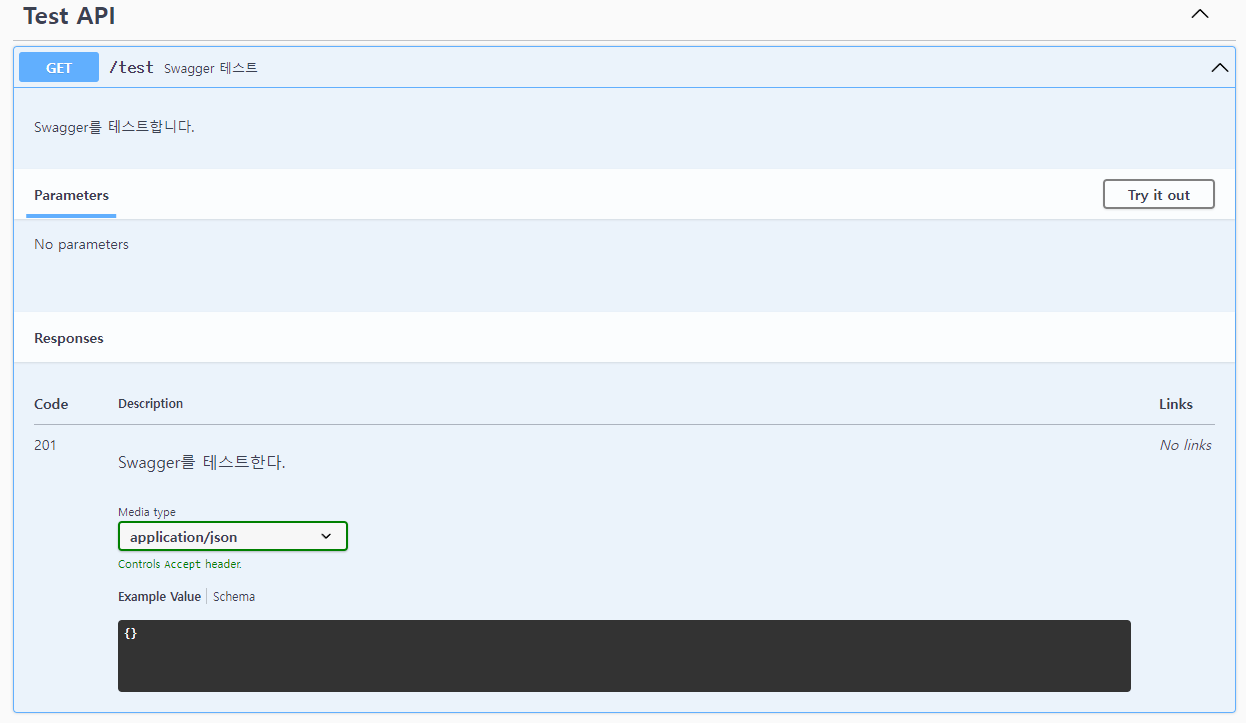 Test API
GET /test Swagger 테스트
Swagger를 테스트합니다.
Parameters Try it out
No parameters
Responses
Code Description Links
201 No links
Swagger를 테스트한다.
Media type
application/json
Controls Accept header.
Example Value Schema
{}